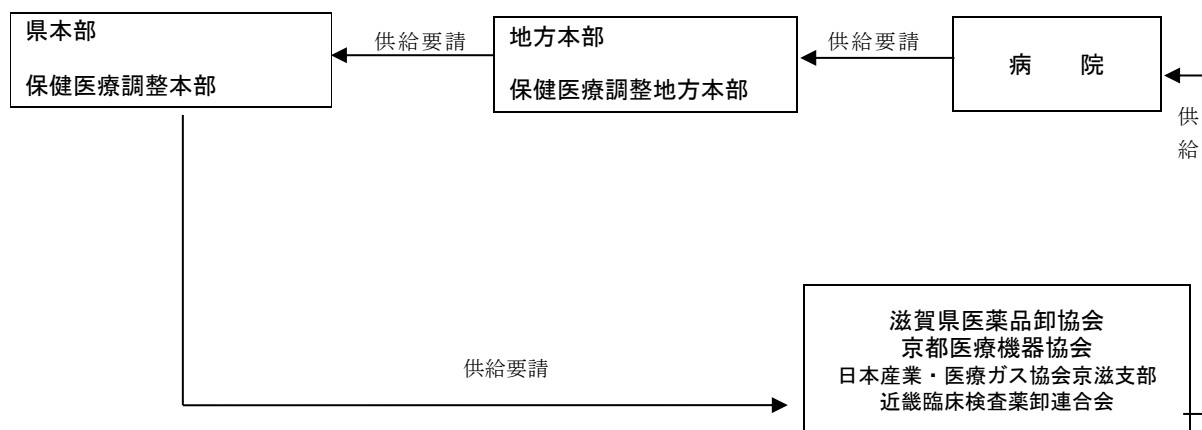 県本部
保健医療調整本部
供給要請
地方本部
保健医療調整地方本部
供給要請
病　　院
供
給
供給要請
滋賀県医薬品卸協会
京都医療機器協会
日本産業・医療ガス協会京滋支部
近畿臨床検査薬卸連合会